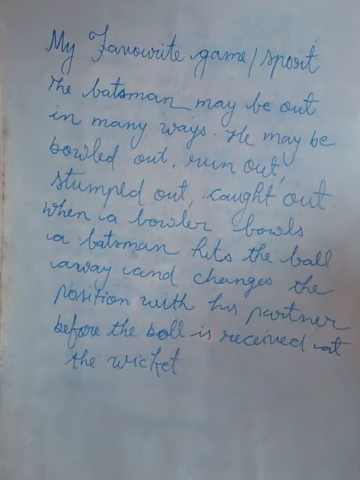 My Favowrite game/sport
The batsman may be out
in many ways. He may be
bowled out, run out,
stumped out, caught out.
When a bowler bowls
a batsman hits the ball
away and changes the
position with his partner
before the ball is received at
the wicket